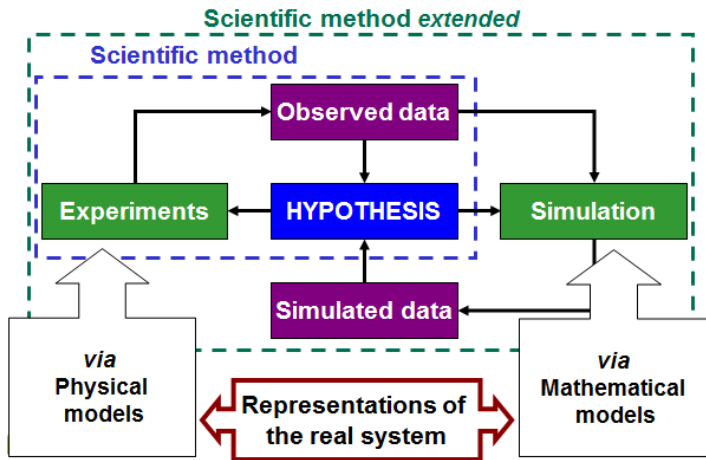 Scientific method extended
Scientific method
Observed data
Experiments
HYPOTHESIS
Simulation
Simulated data
via
Physical
models
Representations of
the real system
via
Mathematical
models